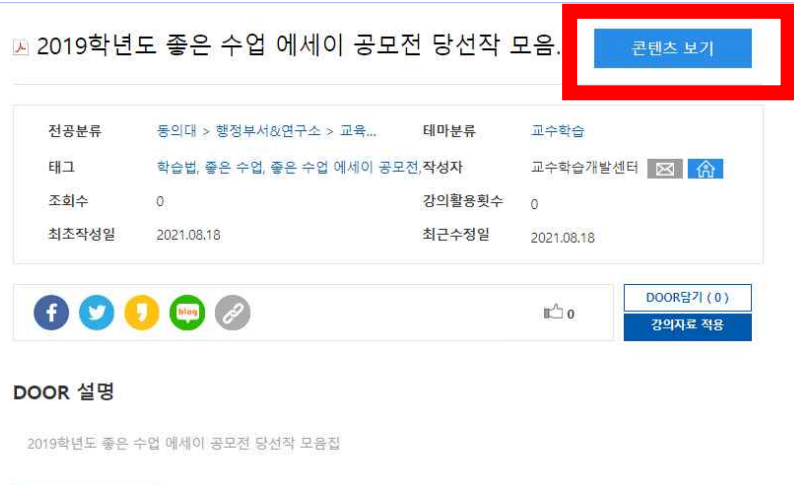 2019학년도 좋은 수업 에세이 공모전 당선작 모음.
콘텐츠 보기
전공분류 동의대 > 행정부서&연구소 > 교육... 테마분류 교수학습
태그 학습법, 좋은 수업, 좋은 수업 에세이 공모전, 작성자 교수학습개발센터
조회수 0 강의활용횟수 0
최초작성일 2021.08.18 최근수정일 2021.08.18
f blog 0
DOOR담기 ( 0 )
강의자료 적용
DOOR 설명
2019학년도 좋은 수업 에세이 공모전 당선작 모음집